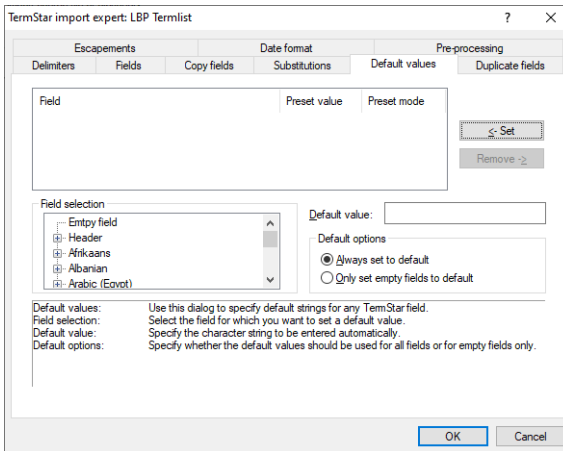 TermStar import expert: LBP Termlist ? ×
Escapements Date format Pre-processing
Delimiters Fields Copy fields Substitutions Default values Duplicate fields
Field Preset value Preset mode
<- Set
Remove ->
Field selection
Emtpy field
Header
Afrikaans
Albanian
Arabic (Egypt)
Default value:
Default options
Always set to default
Only set empty fields to default
Default values: Use this dialog to specify default strings for any TermStar field.
Field selection: Select the field for which you want to set a default value.
Default value: Specify the character string to be entered automatically.
Default options: Specify whether the default values should be used for all fields or for empty fields only.
OK Cancel